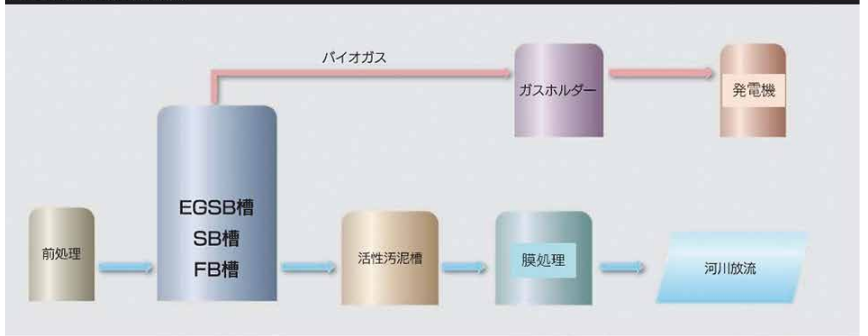 バイオガス
ガスホルダー
発電機
EGSB槽
SB槽
FB槽
前処理
活性汚泥槽
膜処理
河川放流